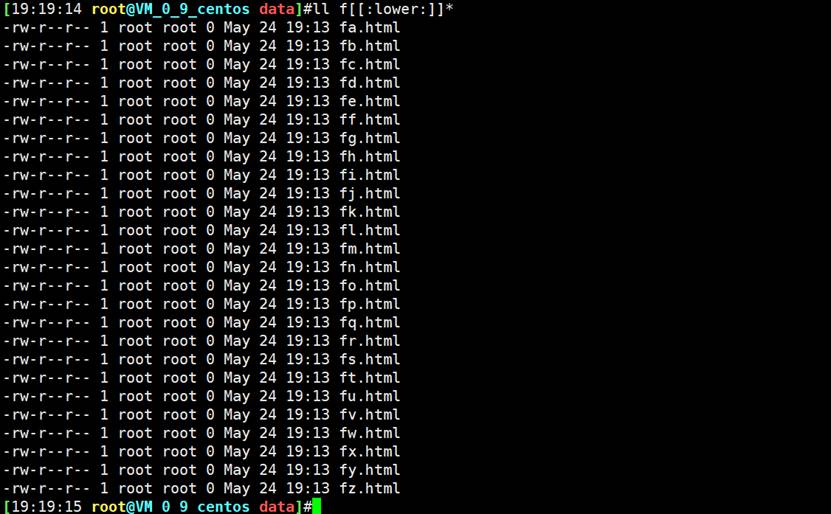 [19:19:14 root@VM_0_9_centos data]#ll f[[:lower:]]*
-rw-r--r-- 1 root root 0 May 24 19:13 fa.html
-rw-r--r-- 1 root root 0 May 24 19:13 fb.html
-rw-r--r-- 1 root root 0 May 24 19:13 fc.html
-rw-r--r-- 1 root root 0 May 24 19:13 fd.html
-rw-r--r-- 1 root root 0 May 24 19:13 fe.html
-rw-r--r-- 1 root root 0 May 24 19:13 ff.html
-rw-r--r-- 1 root root 0 May 24 19:13 fg.html
-rw-r--r-- 1 root root 0 May 24 19:13 fh.html
-rw-r--r-- 1 root root 0 May 24 19:13 fi.html
-rw-r--r-- 1 root root 0 May 24 19:13 fj.html
-rw-r--r-- 1 root root 0 May 24 19:13 fk.html
-rw-r--r-- 1 root root 0 May 24 19:13 fl.html
-rw-r--r-- 1 root root 0 May 24 19:13 fm.html
-rw-r--r-- 1 root root 0 May 24 19:13 fn.html
-rw-r--r-- 1 root root 0 May 24 19:13 fo.html
-rw-r--r-- 1 root root 0 May 24 19:13 fp.html
-rw-r--r-- 1 root root 0 May 24 19:13 fq.html
-rw-r--r-- 1 root root 0 May 24 19:13 fr.html
-rw-r--r-- 1 root root 0 May 24 19:13 fs.html
-rw-r--r-- 1 root root 0 May 24 19:13 ft.html
-rw-r--r-- 1 root root 0 May 24 19:13 fu.html
-rw-r--r-- 1 root root 0 May 24 19:13 fv.html
-rw-r--r-- 1 root root 0 May 24 19:13 fw.html
-rw-r--r-- 1 root root 0 May 24 19:13 fx.html
-rw-r--r-- 1 root root 0 May 24 19:13 fy.html
-rw-r--r-- 1 root root 0 May 24 19:13 fz.html
[19:19:15 root@VM_0_9_centos data]#